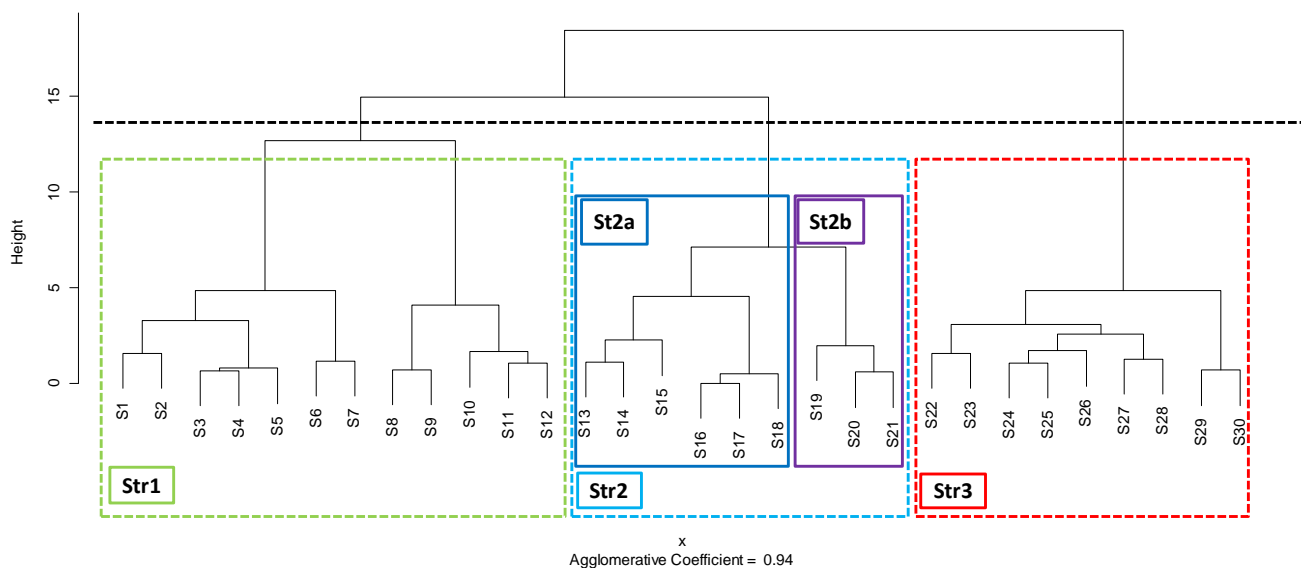 15
10
5
0
Height
St2a
St2b
S1
S2
S3
S4
S5
S6
S7
S8
S9
S10
S11
S12
S13
S14
S15
S16
S17
S18
S19
S20
S21
S22
S23
S24
S25
S26
S27
S28
S29
S30
Str1
Str2
Str3
x
Agglomerative Coefficient = 0.94